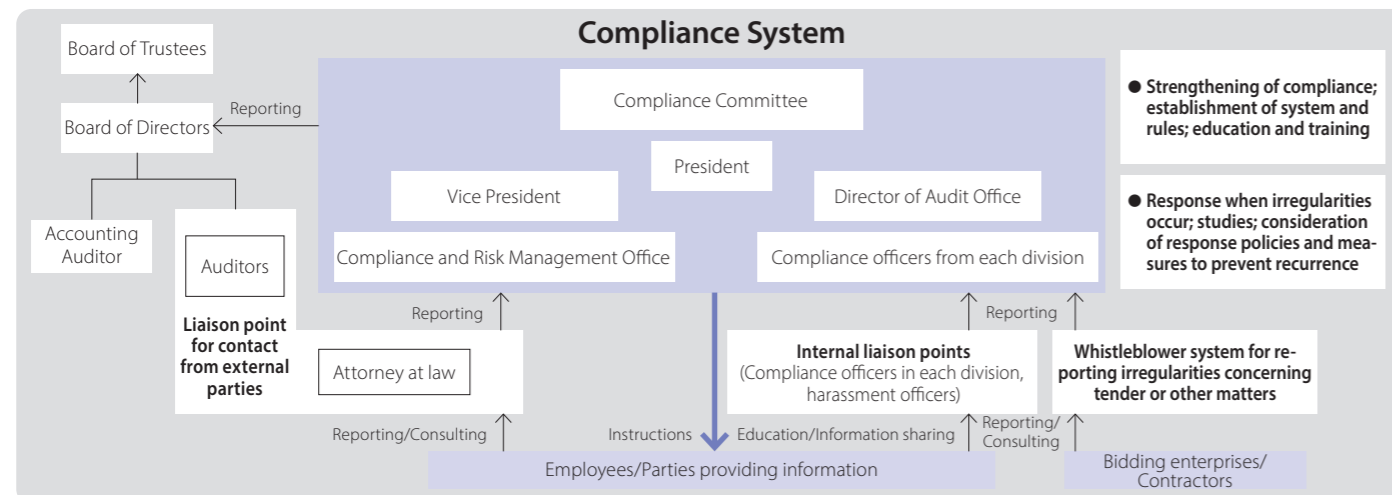 Compliance System
Board of Trustees
Board of Directors
Reporting
Accounting
Auditor
Auditors
Liaison point
for contact
from external
parties
Attorney at law
Compliance Committee
President
Vice President
Director of Audit Office
Compliance and Risk Management Office
Compliance officers from each division
● Strengthening of compliance;
establishment of system and
rules; education and training
● Response when irregularities
occur; studies; consideration
of response policies and mea-
sures to prevent recurrence
Reporting
Reporting
Internal liaison points
(Compliance officers in each division,
harassment officers)
Whistleblower system for re-
porting irregularities concerning
tender or other matters
Reporting/Consulting
Instructions
Education/Information sharing
Reporting/
Consulting
Employees/Parties providing information
Bidding enterprises/
Contractors